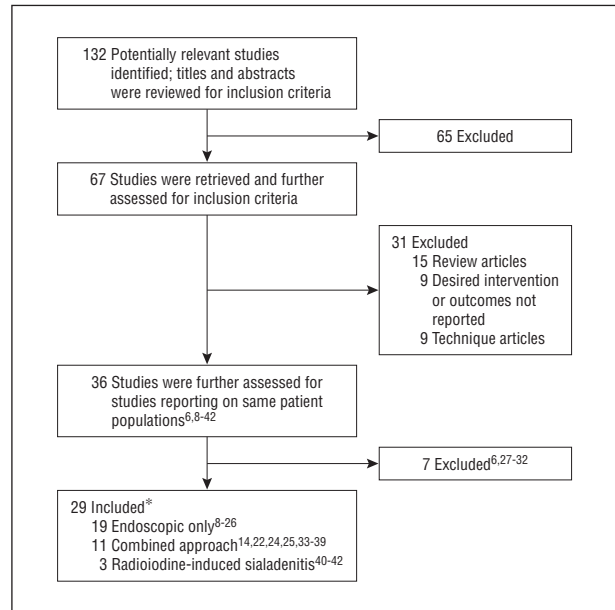 132 Potentially relevant studies
identified; titles and abstracts
were reviewed for inclusion criteria
65 Excluded
67 Studies were retrieved and further
assessed for inclusion criteria
31 Excluded
15 Review articles
9 Desired intervention
or outcomes not
reported
9 Technique articles
36 Studies were further assessed for
studies reporting on same patient
populations6,8-42
7 Excluded6,27-32
29 Included*
19 Endoscopic only8-26
11 Combined approach14,22,24,25,33-39
3 Radioiodine-induced sialadenitis40-42